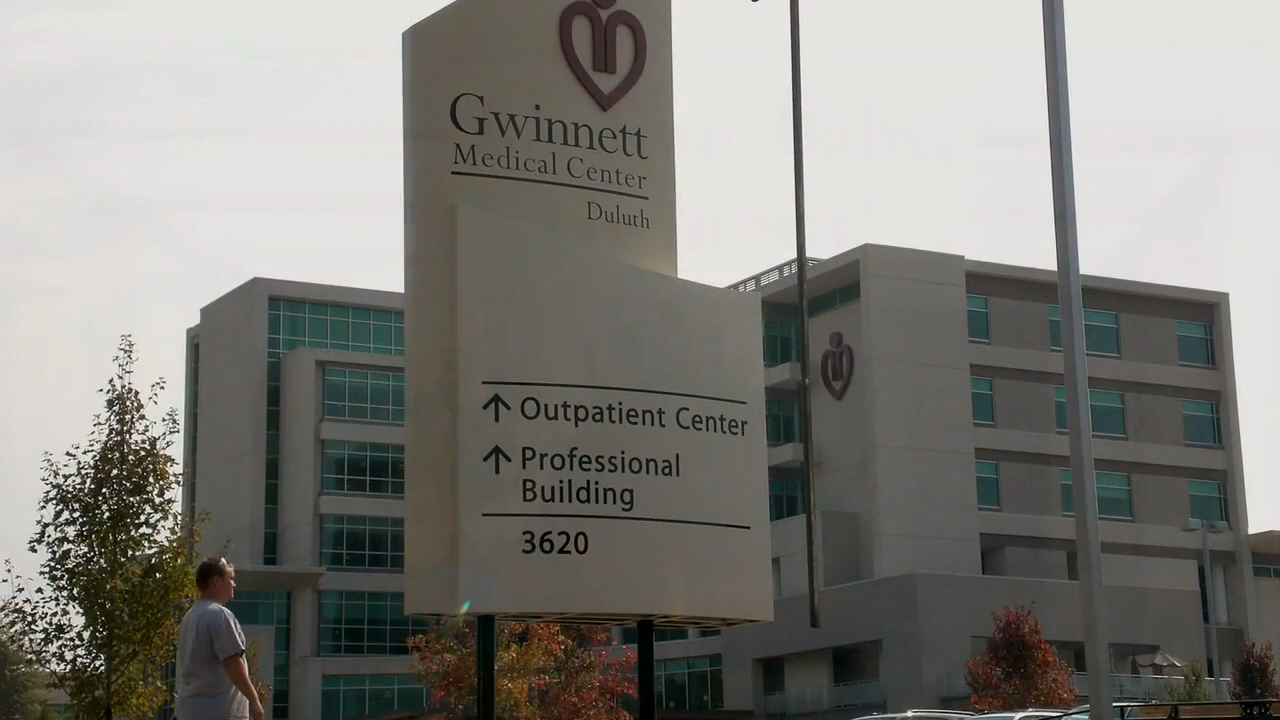 Gwinnett
Medical Center
Duluth
↑ Outpatient Center
↑ Professional
Building
3620